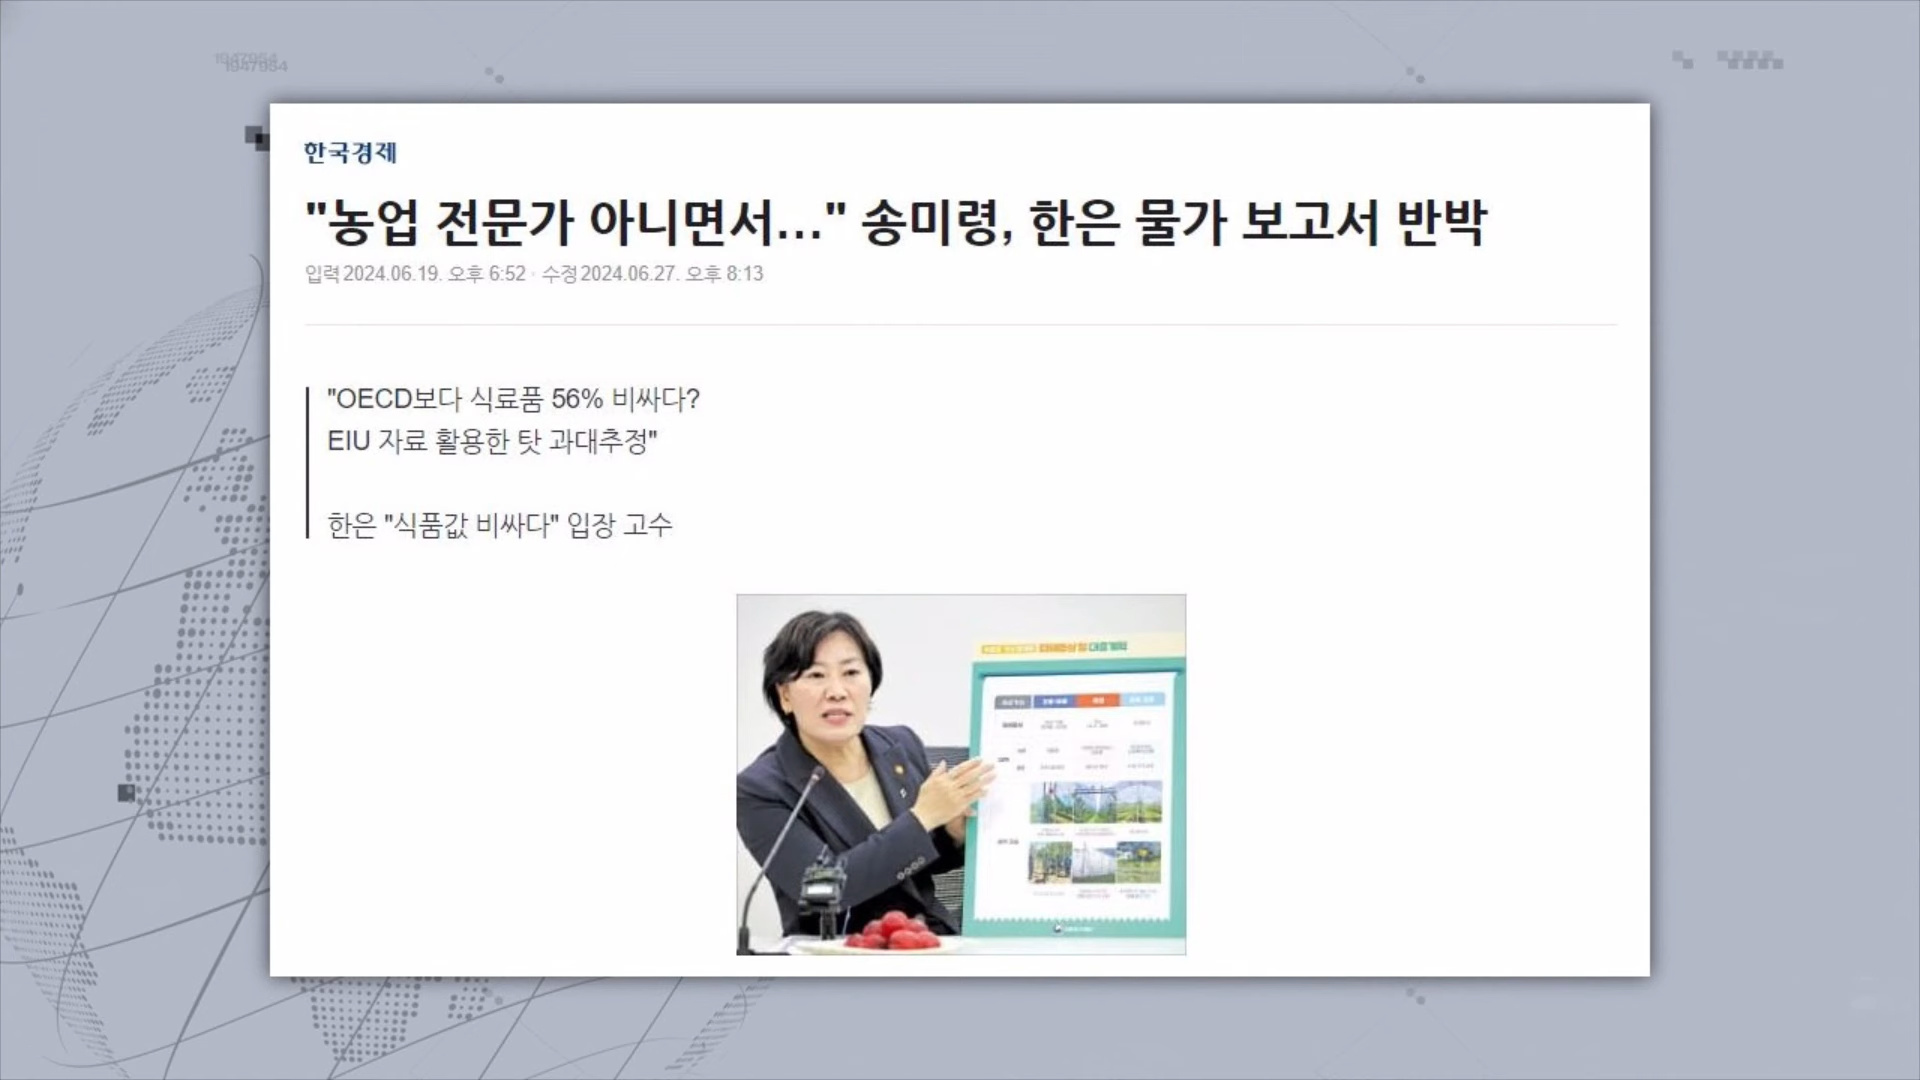 1947954
한국경제
"농업 전문가 아니면서…" 송미령, 한은 물가 보고서 반박
입력 2024.06.19. 오후 6:52 · 수정 2024.06.27. 오후 8:13
"OECD보다 식료품 56% 비싸다?
EIU 자료 활용한 탓 과대추정"
한은 "식품값 비싸다" 입장 고수